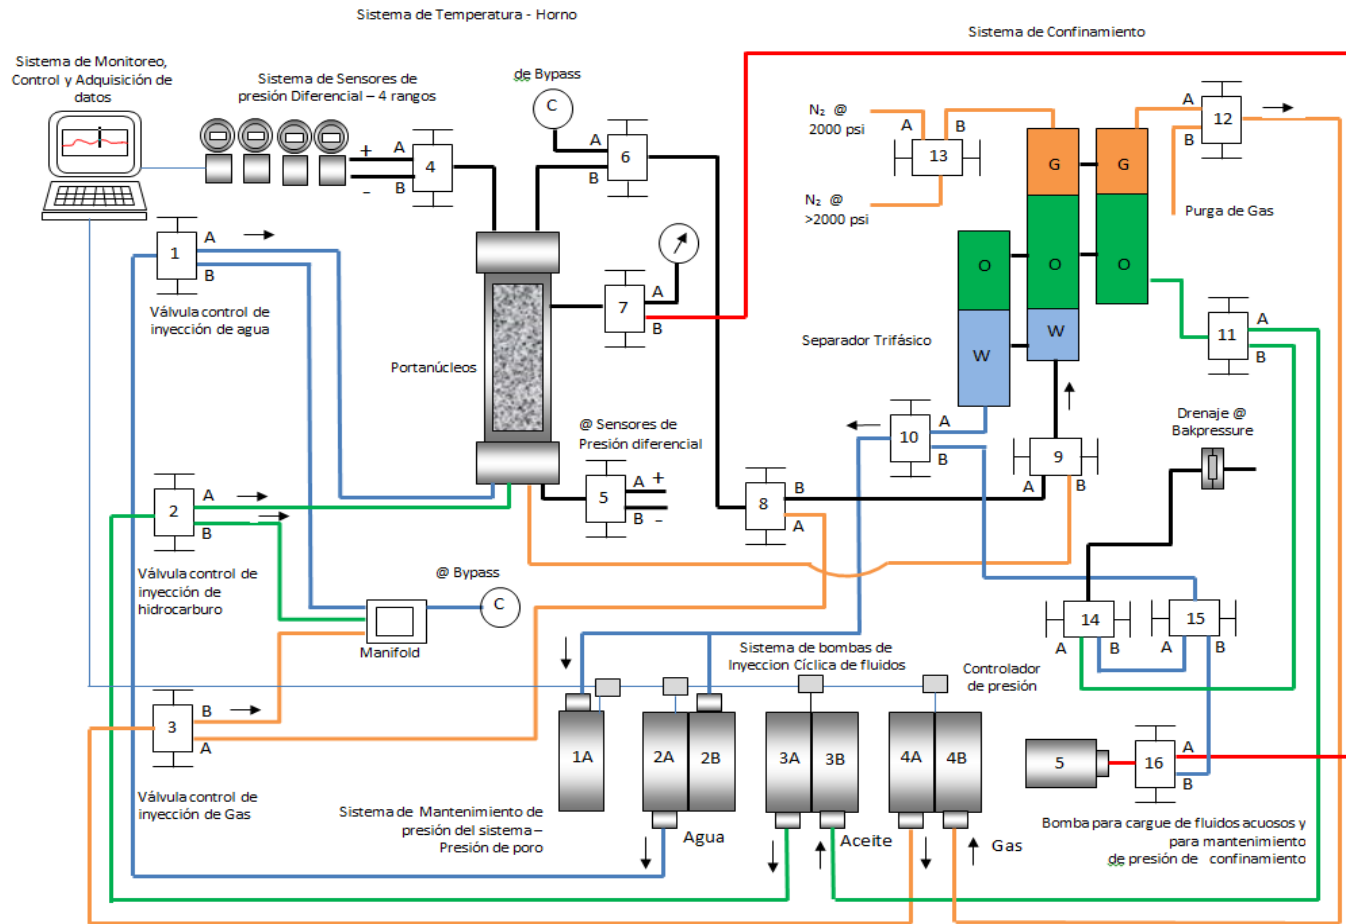 Sistema de Temperatura - Horno
Sistema de Confinamiento
Sistema de Monitoreo,
Control y Adquisición de
datos
Sistema de Sensores de
presión Diferencial – 4 rangos
de Bypass
C
N₂ @
2000 psi
A
B
13
N₂ @
>2000 psi
A
B
12
Purga de Gas
+
A
B
–
4
A
B
6
G
G
O
O
O
W
W
1
A
B
Válvula control de
inyección de agua
7
A
B
Separador Trifásico
11
A
B
Portanúcleos
@ Sensores de
Presión diferencial
5
A
+
B
–
10
A
B
9
A
B
Drenaje @
Bakpressure
8
B
A
2
A
B
Válvula control de
inyección de
hidrocarburo
@ Bypass
C
Manifold
14
A
B
15
A
B
Sistema de bombas de
Inyeccion Cíclica de fluidos
Controlador
de presión
3
B
A
Válvula control de
inyección de Gas
1A
2A
2B
3A
3B
4A
4B
5
16
A
B
Sistema de Mantenimiento de
presión del sistema –
Presión de poro
Agua
Aceite
Gas
Bomba para cargue de fluidos acuosos y
para mantenimiento
de presión de confinamiento